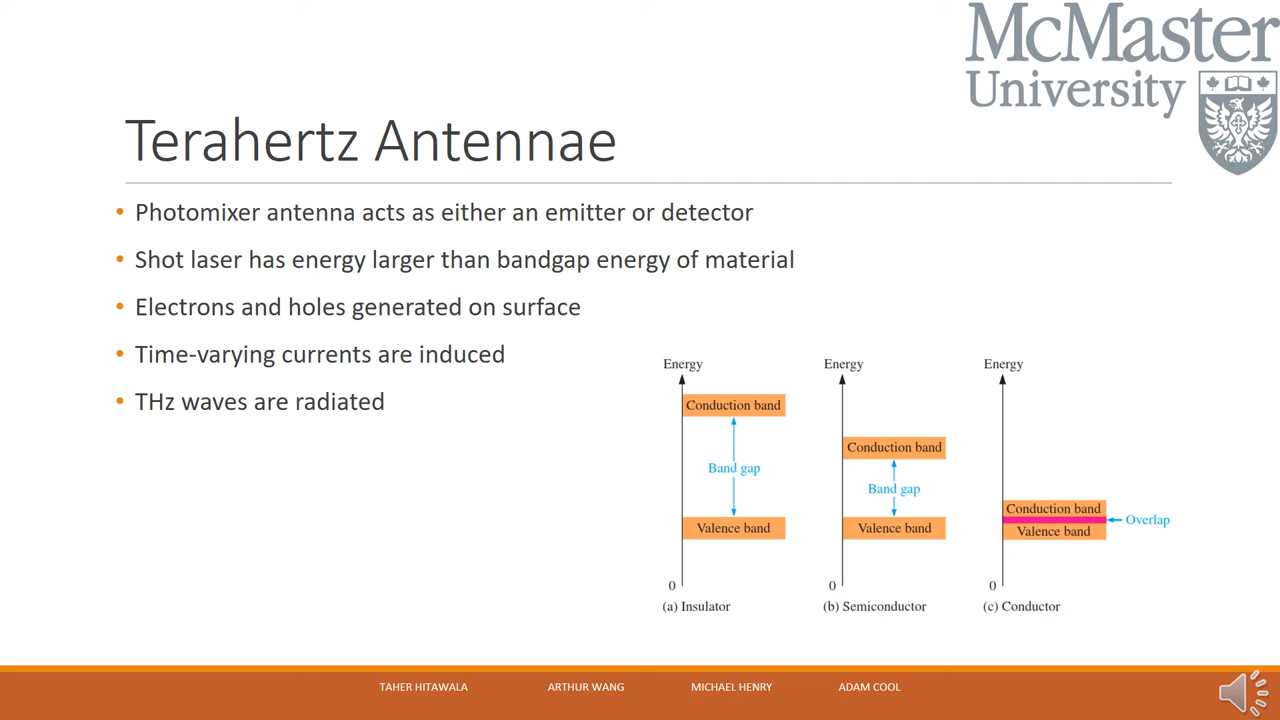 McMaster
University
Terahertz Antennae
• Photomixer antenna acts as either an emitter or detector
• Shot laser has energy larger than bandgap energy of material
• Electrons and holes generated on surface
• Time-varying currents are induced
• THz waves are radiated
Energy
Conduction band
Band gap
Valence band
0
(a) Insulator
Energy
Conduction band
Band gap
Valence band
0
(b) Semiconductor
Energy
Conduction band
Overlap
Valence band
0
(c) Conductor
TAHER HITAWALA ARTHUR WANG MICHAEL HENRY ADAM COOL